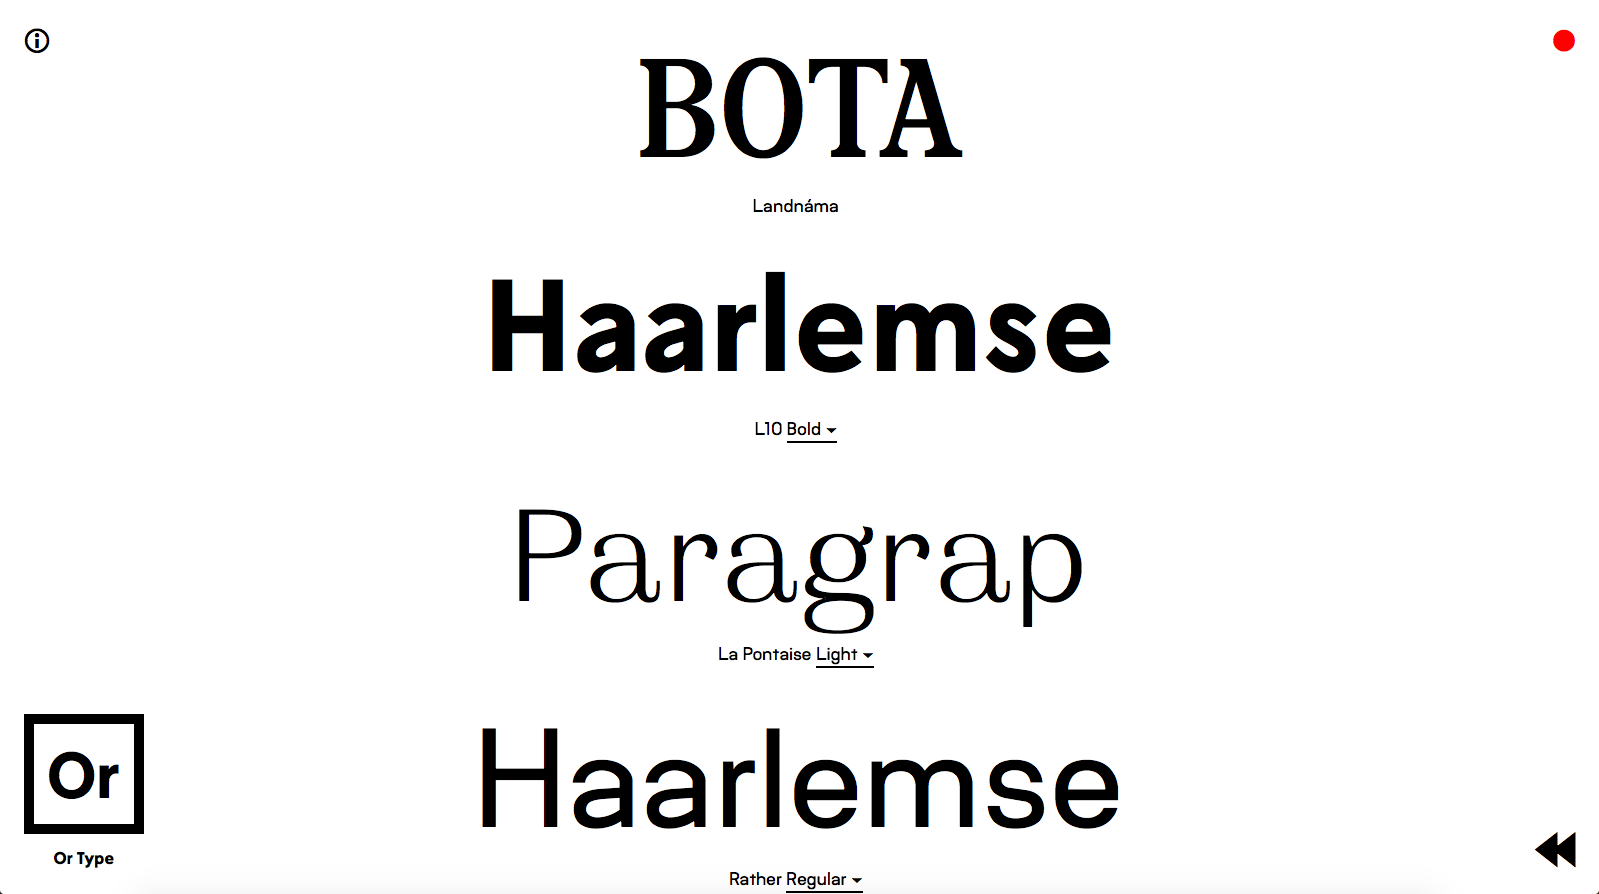 BOTA
Landnáma
Haarlemse
L10 Bold
Paragrap
La Pontaise Light
Or
Haarlemse
Or Type
Rather Regular